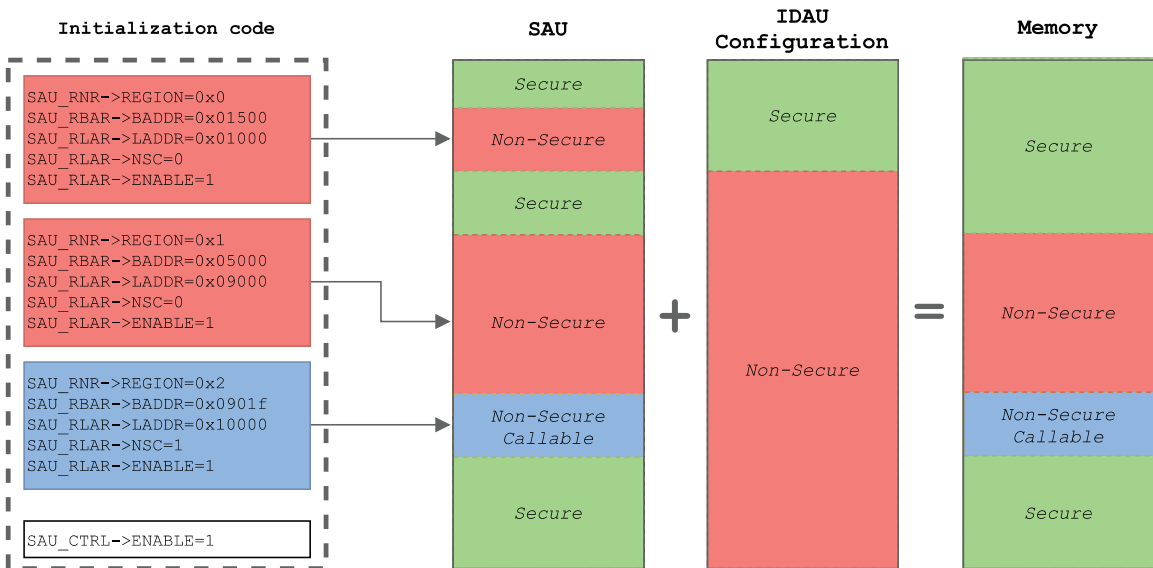 Initialization code
SAU_RNR->REGION=0x0
SAU_RBAR->BADDR=0x01500
SAU_RLAR->LADDR=0x01000
SAU_RLAR->NSC=0
SAU_RLAR->ENABLE=1
SAU_RNR->REGION=0x1
SAU_RBAR->BADDR=0x05000
SAU_RLAR->LADDR=0x09000
SAU_RLAR->NSC=0
SAU_RLAR->ENABLE=1
SAU_RNR->REGION=0x2
SAU_RBAR->BADDR=0x0901f
SAU_RLAR->LADDR=0x10000
SAU_RLAR->NSC=1
SAU_RLAR->ENABLE=1
SAU_CTRL->ENABLE=1
SAU
Secure
Non-Secure
Secure
Non-Secure
Non-Secure
Callable
Secure
+
IDAU
Configuration
Secure
Non-Secure
=
Memory
Secure
Non-Secure
Non-Secure
Callable
Secure